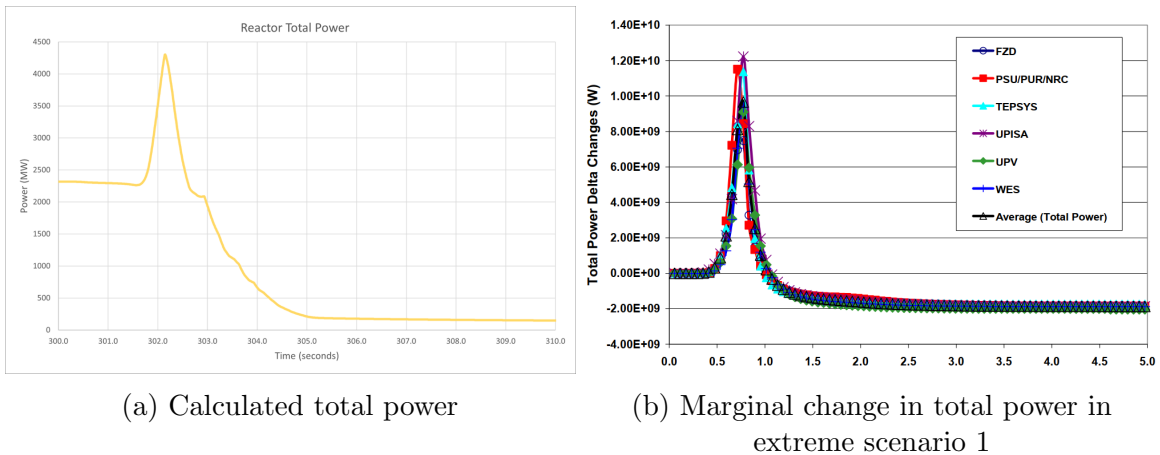 Reactor Total Power
Power (MW)
4500
4000
3500
3000
2500
2000
1500
1000
500
0
300.0 301.0 302.0 303.0 304.0 305.0 306.0 307.0 308.0 309.0 310.0
Time (seconds)
(a) Calculated total power
Total Power Delta Changes (W)
1.40E+10
1.20E+10
1.00E+10
8.00E+09
6.00E+09
4.00E+09
2.00E+09
0.00E+00
-2.00E+09
-4.00E+09
0.0 0.5 1.0 1.5 2.0 2.5 3.0 3.5 4.0 4.5 5.0
FZD
PSU/PUR/NRC
TEPSYS
UPISA
UPV
WES
Average (Total Power)
(b) Marginal change in total power in
extreme scenario 1